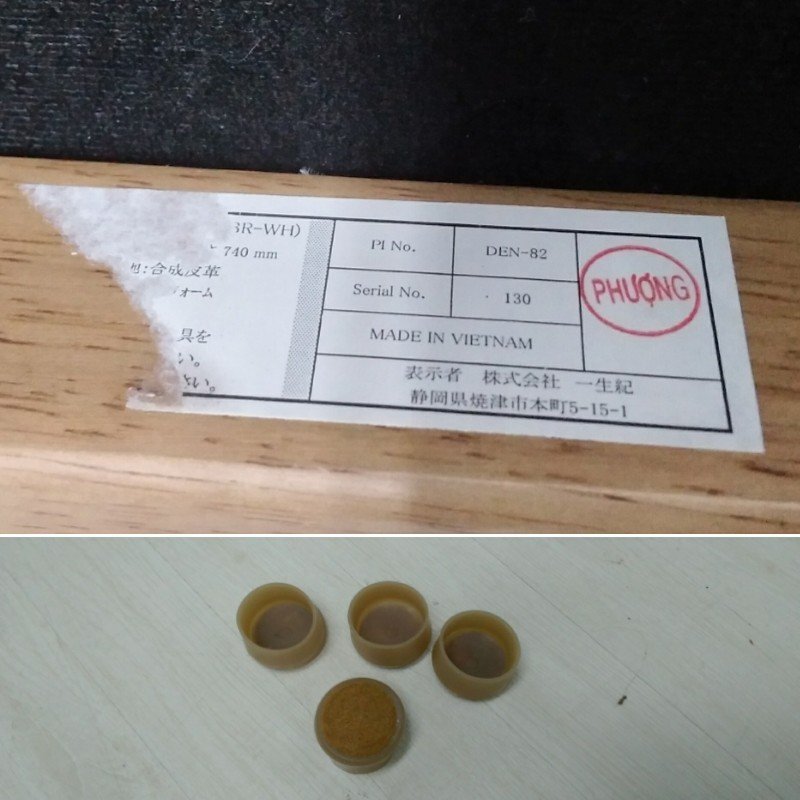 BR-WH)
740 mm
:合成皮革
フォーム
具を
い。
さい。
PI No.
DEN-82
Serial No.
130
MADE IN VIETNAM
表示者 株式会社 一生紀
静岡県焼津市本町5-15-1
PHƯỢNG